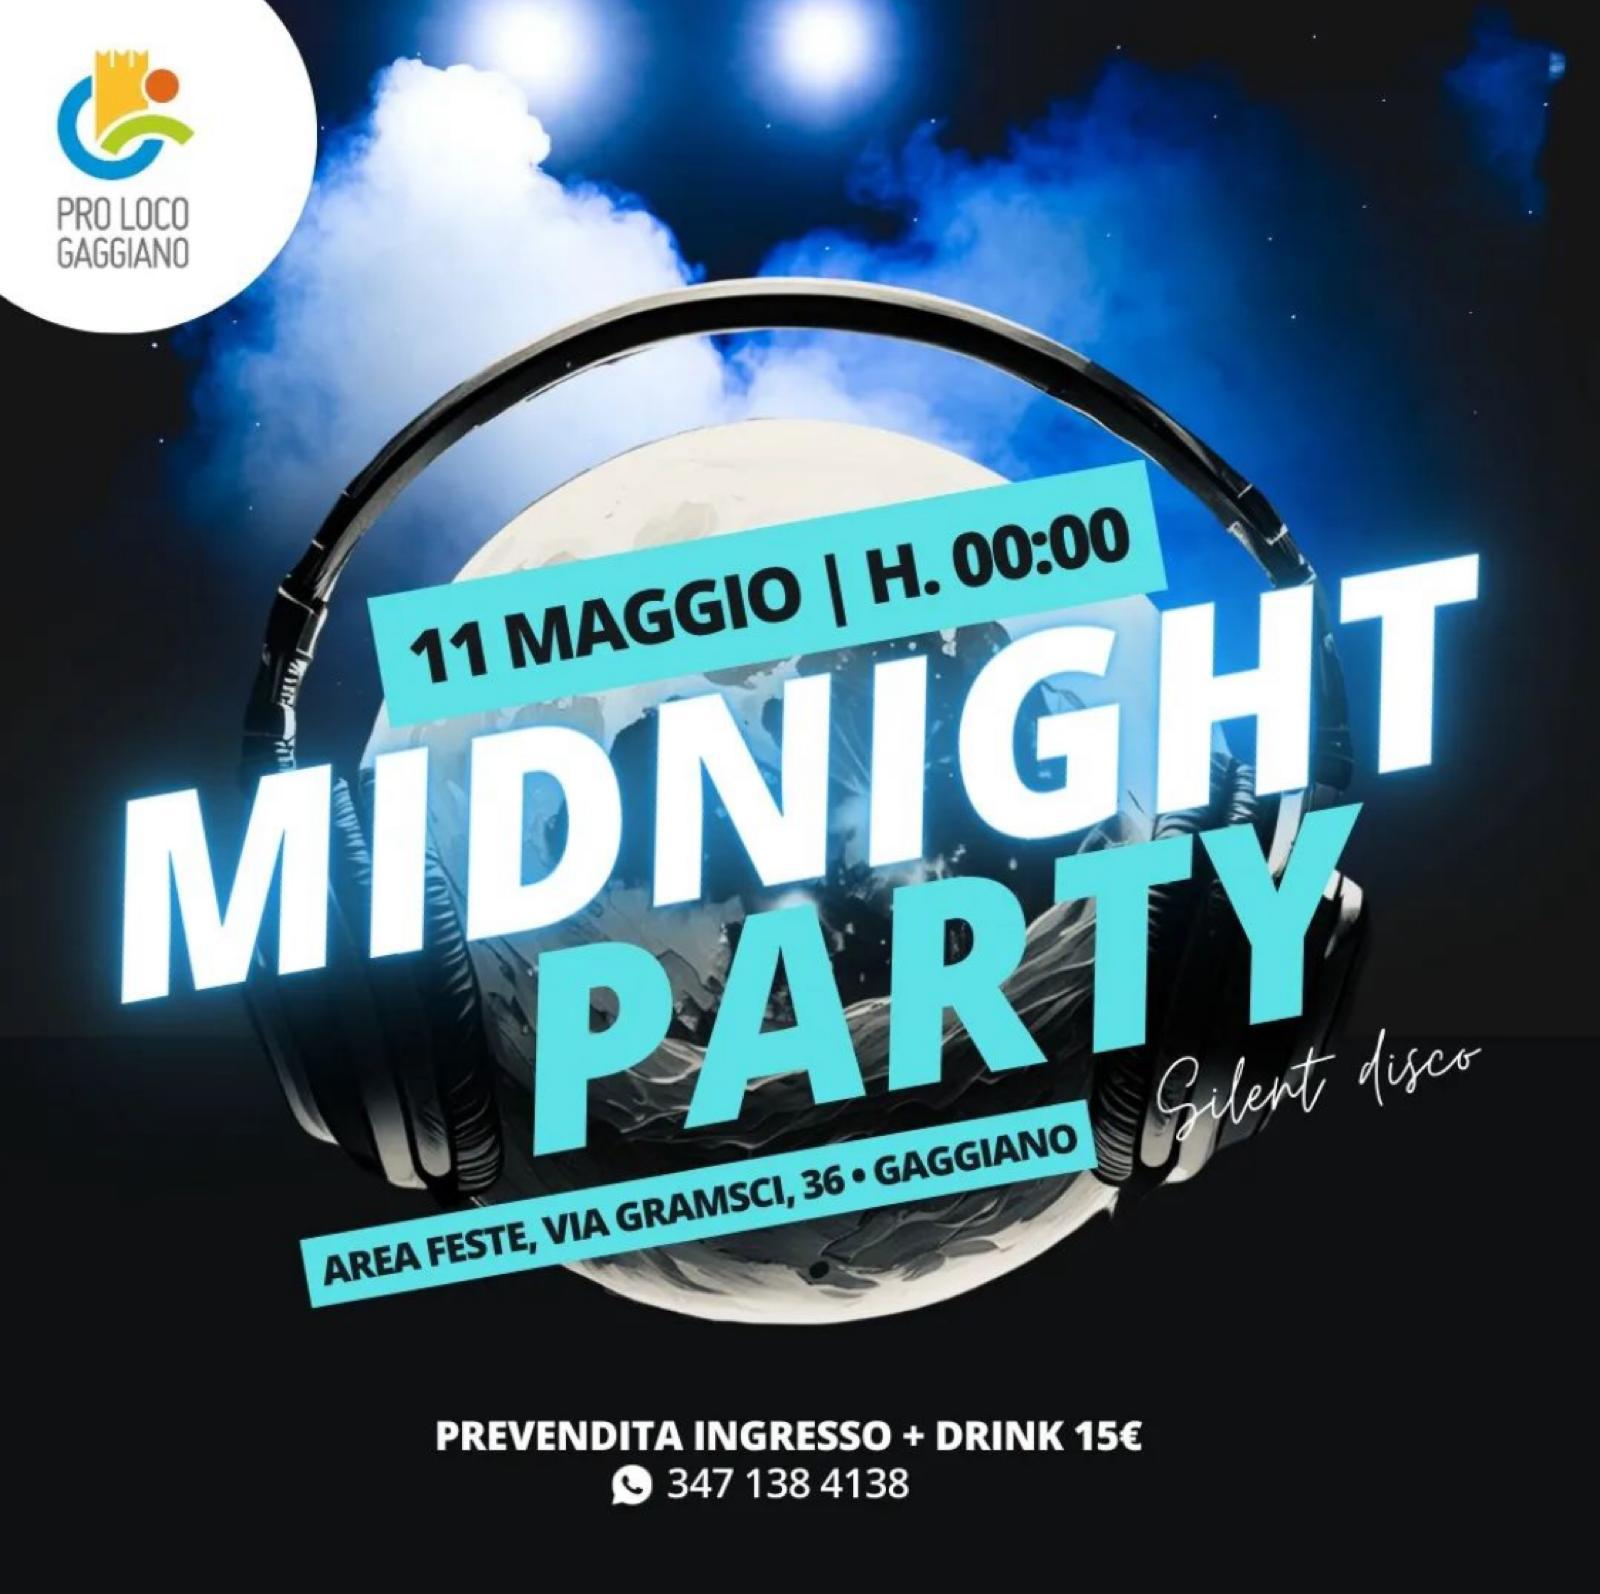 PRO LOCO
GAGGIANO
11 MAGGIO | H. 00:00
MIDNIGHT
PARTY
Silent disco
AREA FESTE, VIA GRAMSCI, 36 • GAGGIANO
PREVENDITA INGRESSO + DRINK 15€
347 138 4138